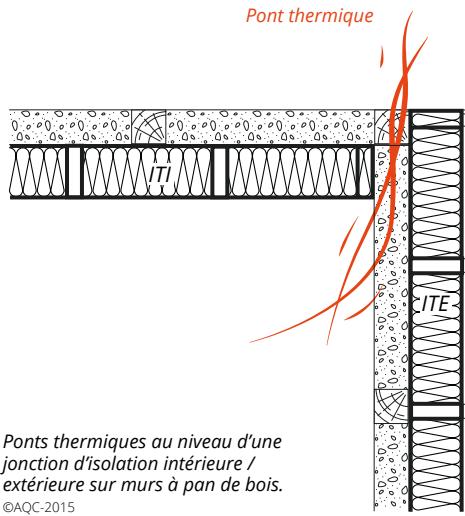 Pont thermique
ITI
ITE
Ponts thermiques au niveau d’une
jonction d’isolation intérieure /
extérieure sur murs à pan de bois.
©AQC-2015